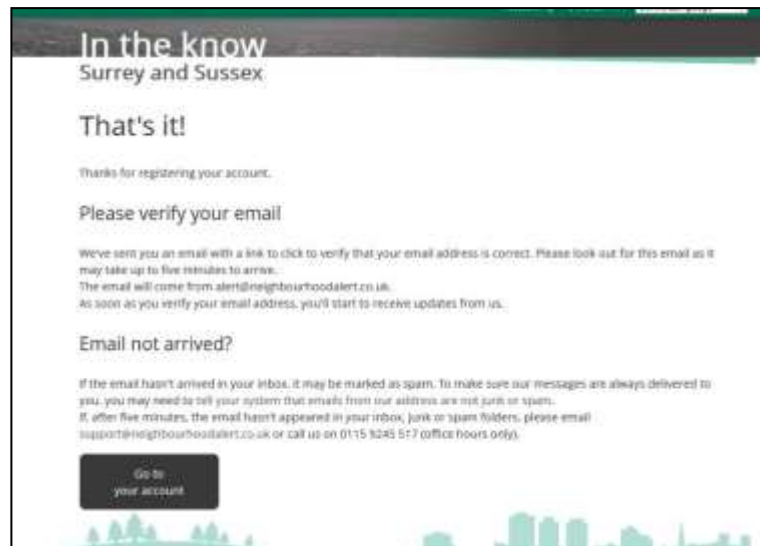 In the know
Surrey and Sussex
That's it!
Thanks for registering your account.
Please verify your email
We've sent you an email with a link to click to verify that your email address is correct. Please look out for this email as it
may take up to five minutes to arrive.
The email will come from alert@neighbourhoodalert.co.uk.
As soon as you verify your email address, you'll start to receive updates from us.
Email not arrived?
If the email hasn't arrived in your inbox, it may be marked as spam. To make sure our messages are always delivered to
you, you may need to tell your system that emails from our address are not junk or spam.
If, after five minutes, the email hasn't appeared in your inbox, junk or spam folders, please email
support@neighbourhoodalert.co.uk or call us on 0115 9245 517 (office hours only).
Go to
your account